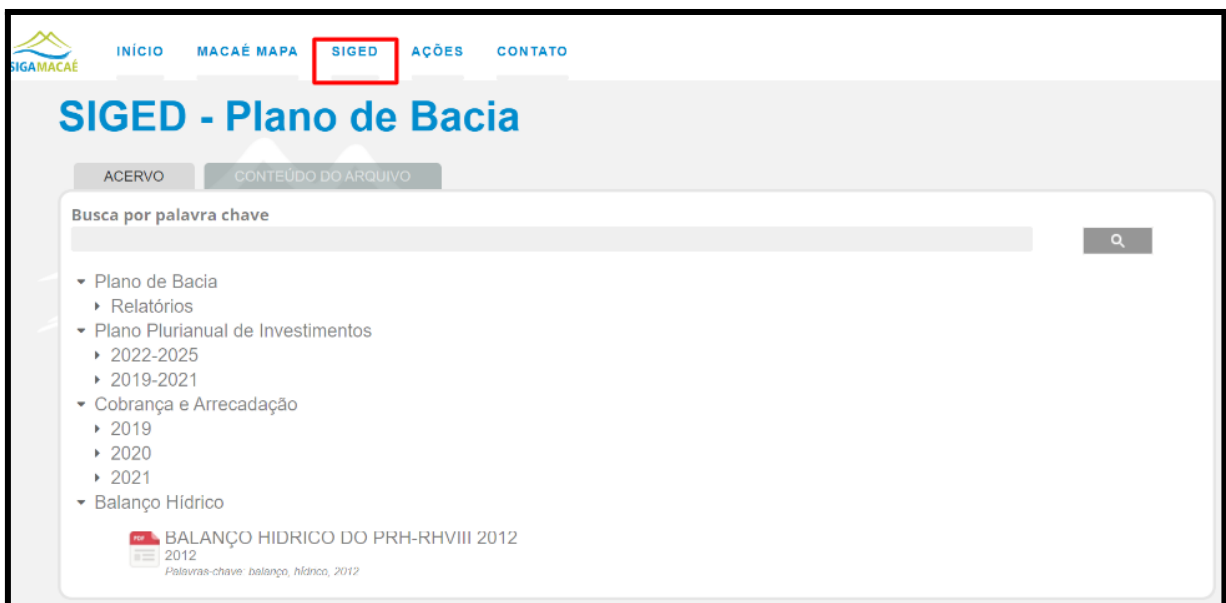 SIGAMACAÉ
INÍCIO MACAÉ MAPA SIGED AÇÕES CONTATO
SIGED - Plano de Bacia
ACERVO CONTEÚDO DO ARQUIVO
Busca por palavra chave
Plano de Bacia
Relatórios
Plano Plurianual de Investimentos
2022-2025
2019-2021
Cobrança e Arrecadação
2019
2020
2021
Balanço Hídrico
PDF BALANÇO HIDRICO DO PRH-RHVIII 2012
2012
Palavras-chave: balanço, hídrico, 2012